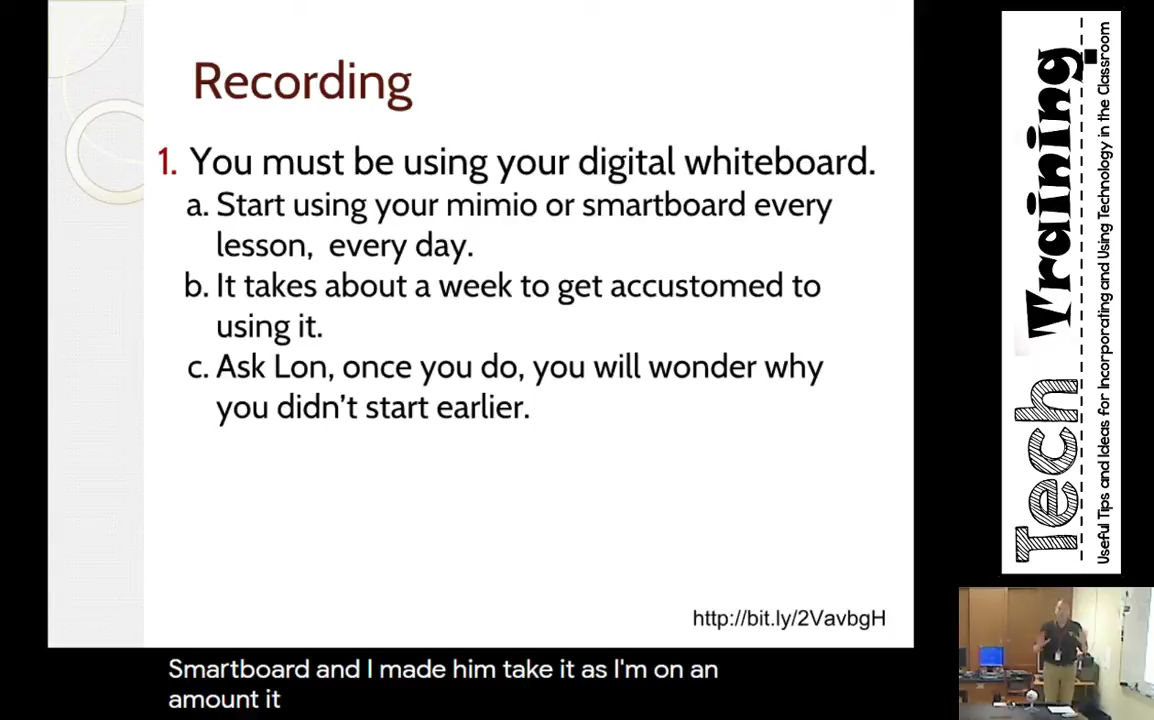 Recording
1. You must be using your digital whiteboard.
a. Start using your mimio or smartboard every
lesson,  every day.
b. It takes about a week to get accustomed to
using it.
c. Ask Lon, once you do, you will wonder why
you didn't start earlier.
http://bit.ly/2VavbgH
Smartboard and I made him take it as I'm on an
amount it
Tech Training
Useful Tips and Ideas for Incorporating and Using Technology in the Classroom